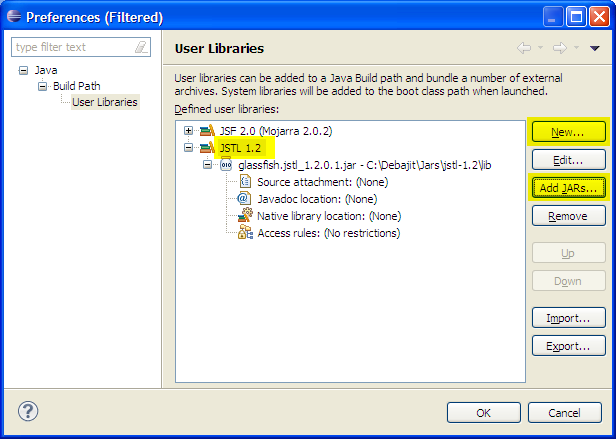 Preferences (Filtered)
type filter text
Java
Build Path
User Libraries
User Libraries
User libraries can be added to a Java Build path and bundle a number of external
archives. System libraries will be added to the boot class path when launched.
Defined user libraries:
JSF 2.0 (Mojarra 2.0.2)
JSTL 1.2
glassfish.jstl_1.2.0.1.jar - C:\Debajit\Jars\jstl-1.2\lib
Source attachment: (None)
Javadoc location: (None)
Native library location: (None)
Access rules: (No restrictions)
New...
Edit...
Add JARs...
Remove
Up
Down
Import...
Export...
?
OK
Cancel